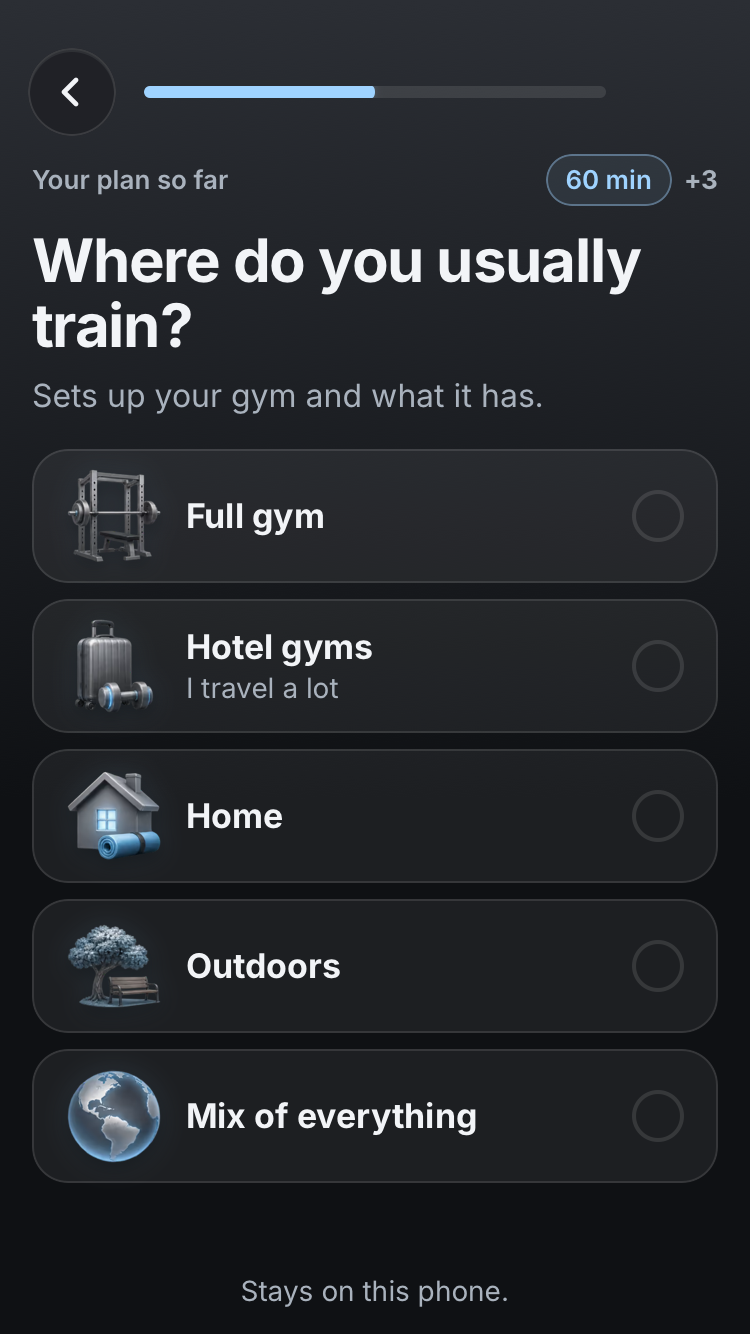 Your plan so far
60 min
+3
Where do you usually
train?
Sets up your gym and what it has.
Full gym
Hotel gyms
I travel a lot
Home
Outdoors
Mix of everything
Stays on this phone.